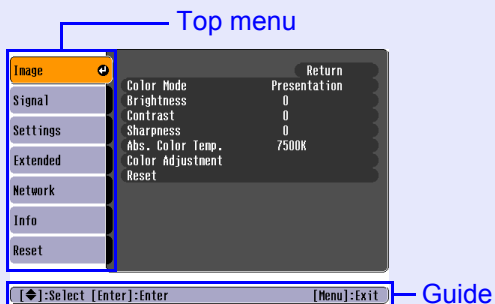 Top menu
Image
Signal
Settings
Extended
Network
Info
Reset
Return
Color Mode Presentation
Brightness 0
Contrast 0
Sharpness 0
Abs. Color Temp. 7500K
Color Adjustment
Reset
[◆]:Select [Enter]:Enter [Menu]:Exit
Guide